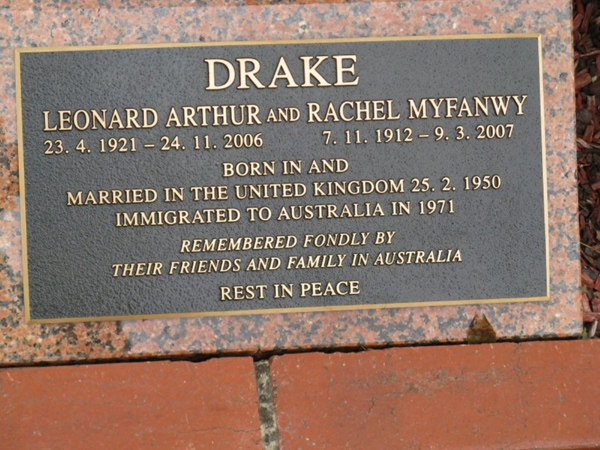 DRAKE
LEONARD ARTHUR AND RACHEL MYFANWY
23. 4. 1921 – 24. 11. 2006 7. 11. 1912 – 9. 3. 2007
BORN IN AND
MARRIED IN THE UNITED KINGDOM 25. 2. 1950
IMMIGRATED TO AUSTRALIA IN 1971
REMEMBERED FONDLY BY
THEIR FRIENDS AND FAMILY IN AUSTRALIA
REST IN PEACE